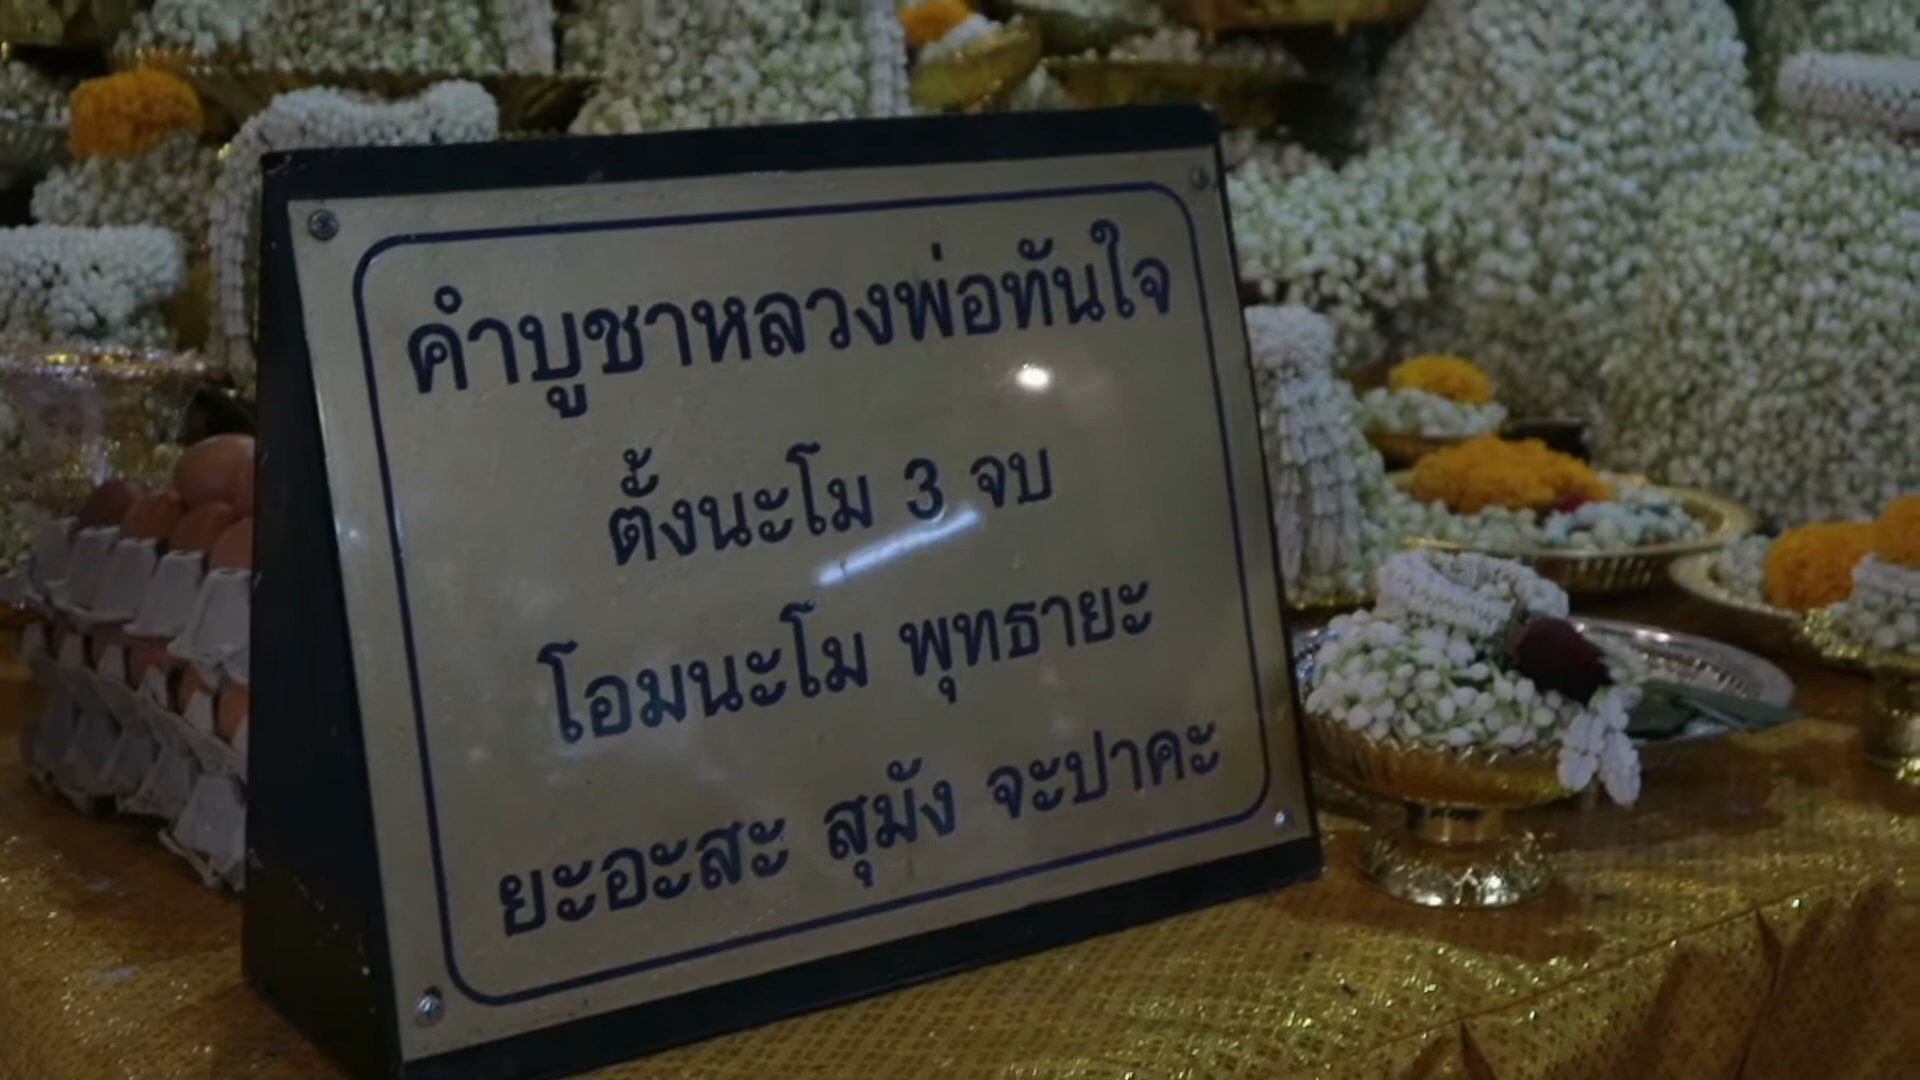 คำบูชาหลวงพ่อทันใจ
ตั้งนะโม 3 จบ
โอมนะโม พุทธายะ
ยะอะสะ สุมัง จะปาคะ